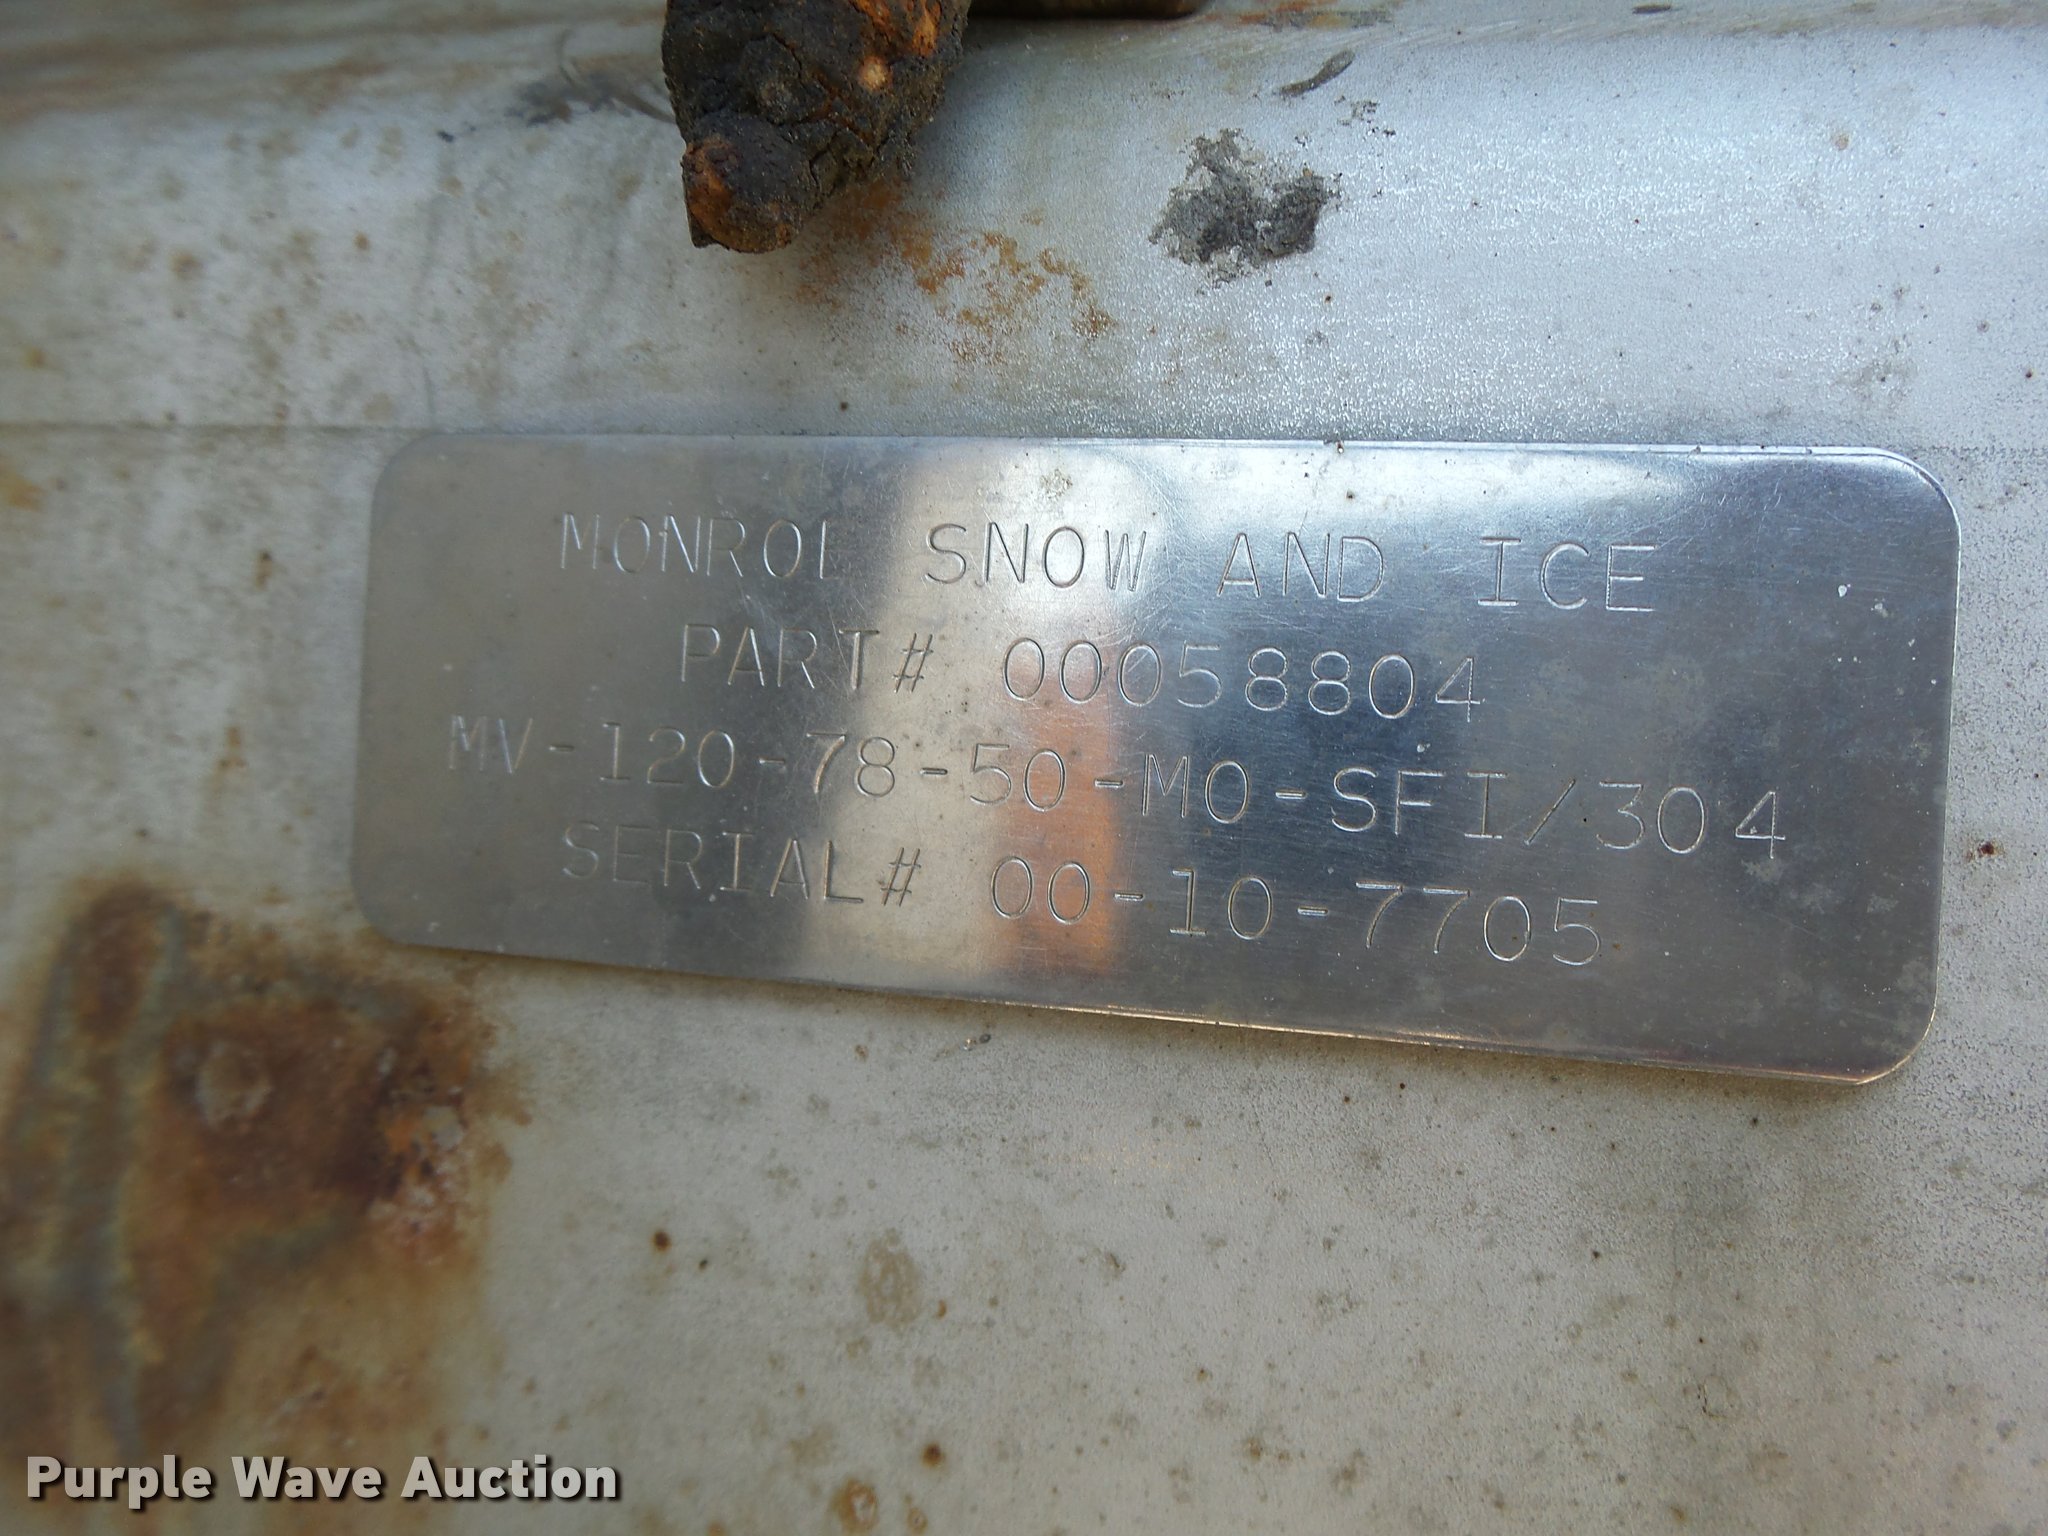 MONROE SNOW AND ICE
PART# 00058804
MV-120-78-50-MO-SFI/304
SERIAL# 00-10-7705
Purple Wave Auction